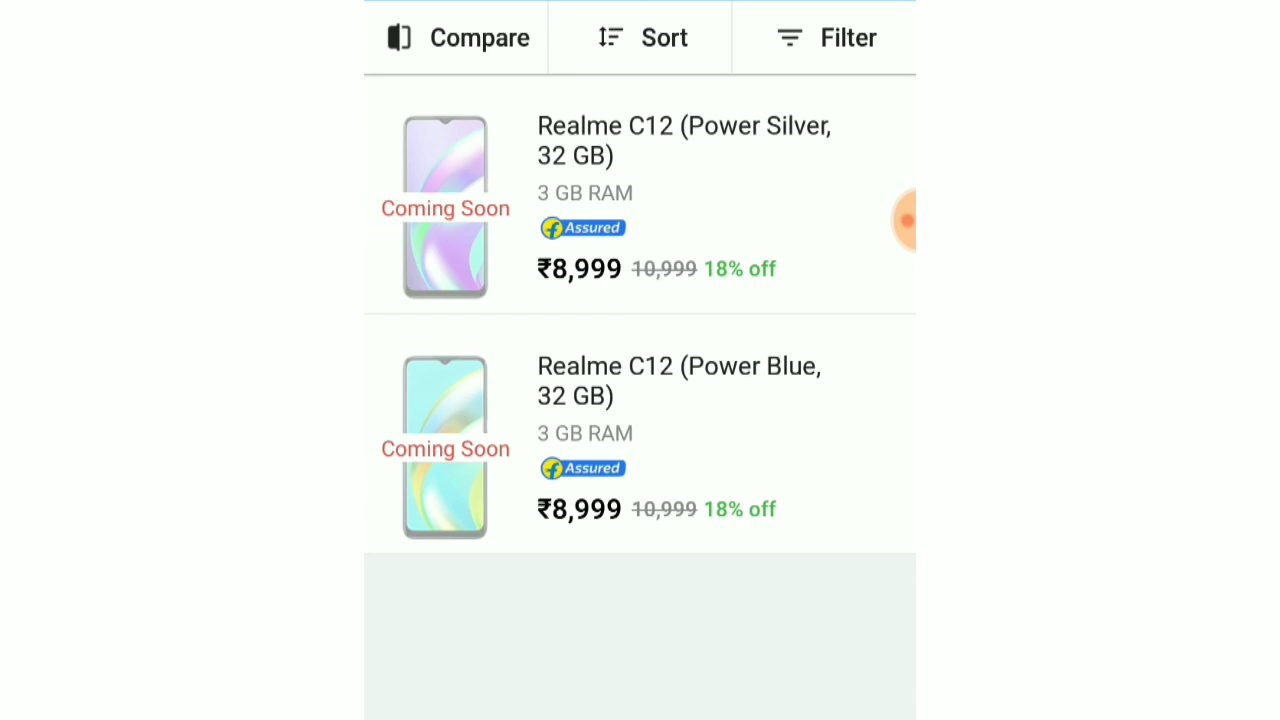 Compare
Sort
Filter
Realme C12 (Power Silver,
32 GB)
3 GB RAM
Coming Soon
f Assured
₹8,999 10,999 18% off
Realme C12 (Power Blue,
32 GB)
3 GB RAM
Coming Soon
f Assured
₹8,999 10,999 18% off